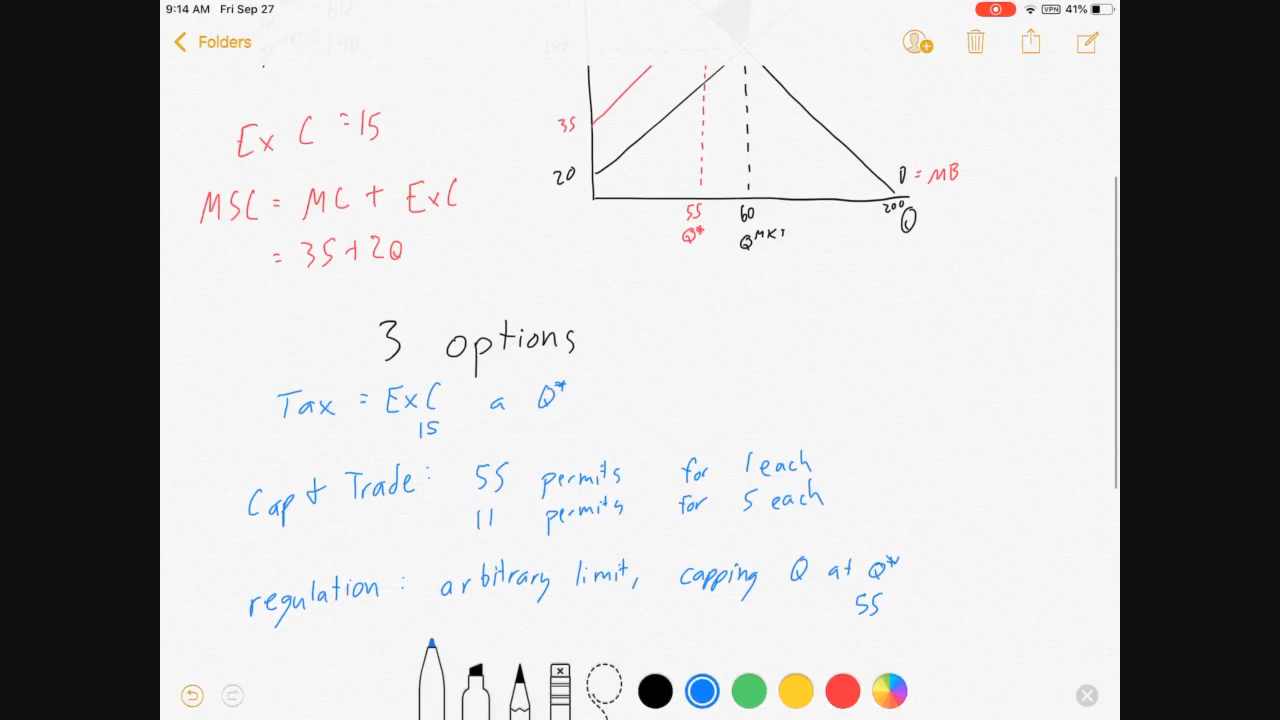 9:14 AM Fri Sep 27
VPN 41%
Folders
Ex C = 15
MSC = MC + ExC
= 35 + 2Q
35
20
D = MB
55
60
200
Q
Q*
Q MKT
3 options
Tax = ExC a Q*
15
Cap & Trade: 55 permits for 1 each
11 permits for 5 each
regulation: arbitrary limit, capping Q at Q*
55